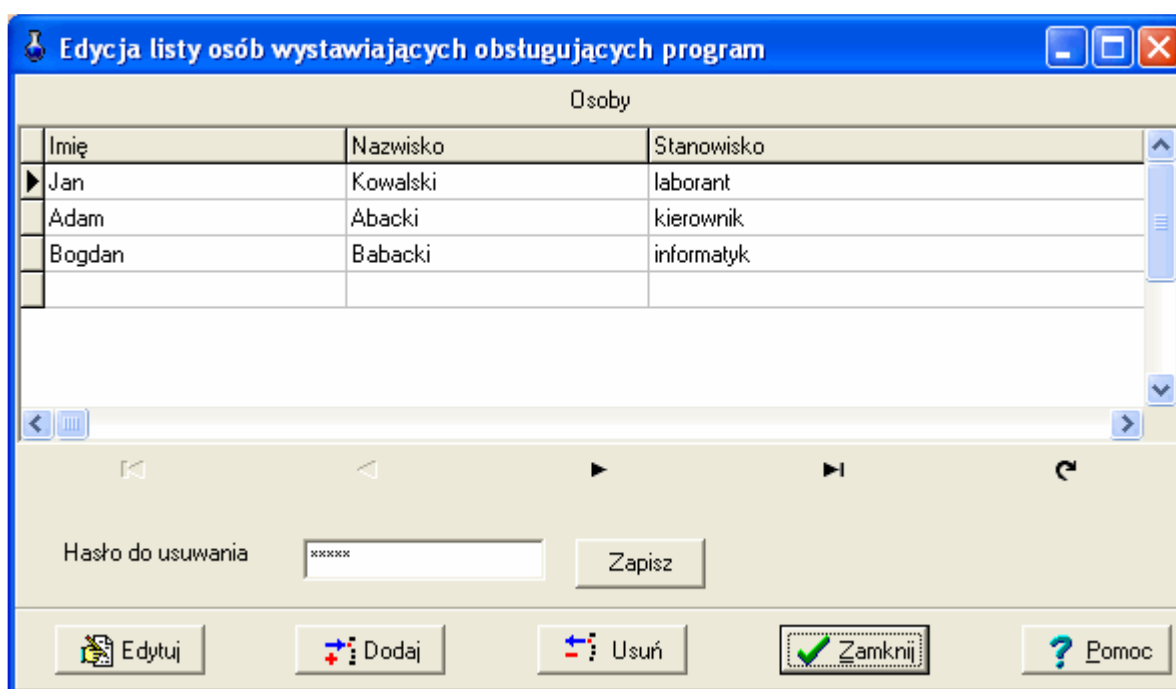 Edycja listy osób wystawiających obsługujących program
Osoby
Imię Nazwisko Stanowisko
Jan Kowalski laborant
Adam Abacki kierownik
Bogdan Babacki informatyk
Hasło do usuwania ***** Zapisz
Edytuj Dodaj Usuń Zamknij Pomoc